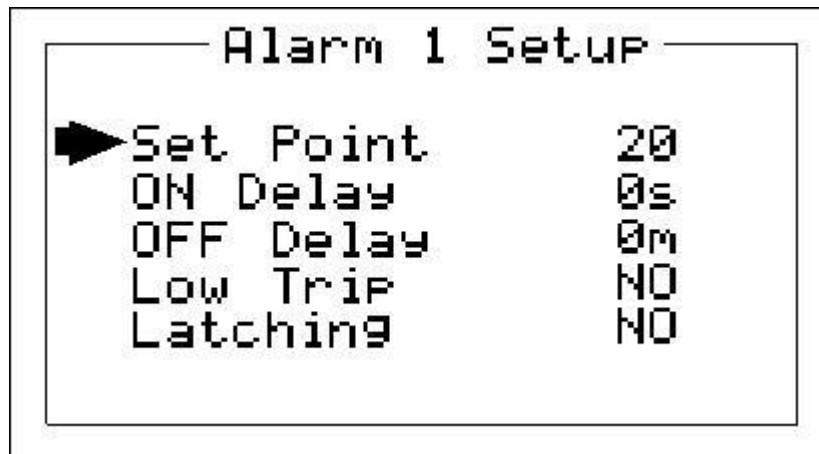 Alarm 1 Setup
Set Point 20
ON Delay 0s
OFF Delay 0m
Low Trip NO
Latching NO